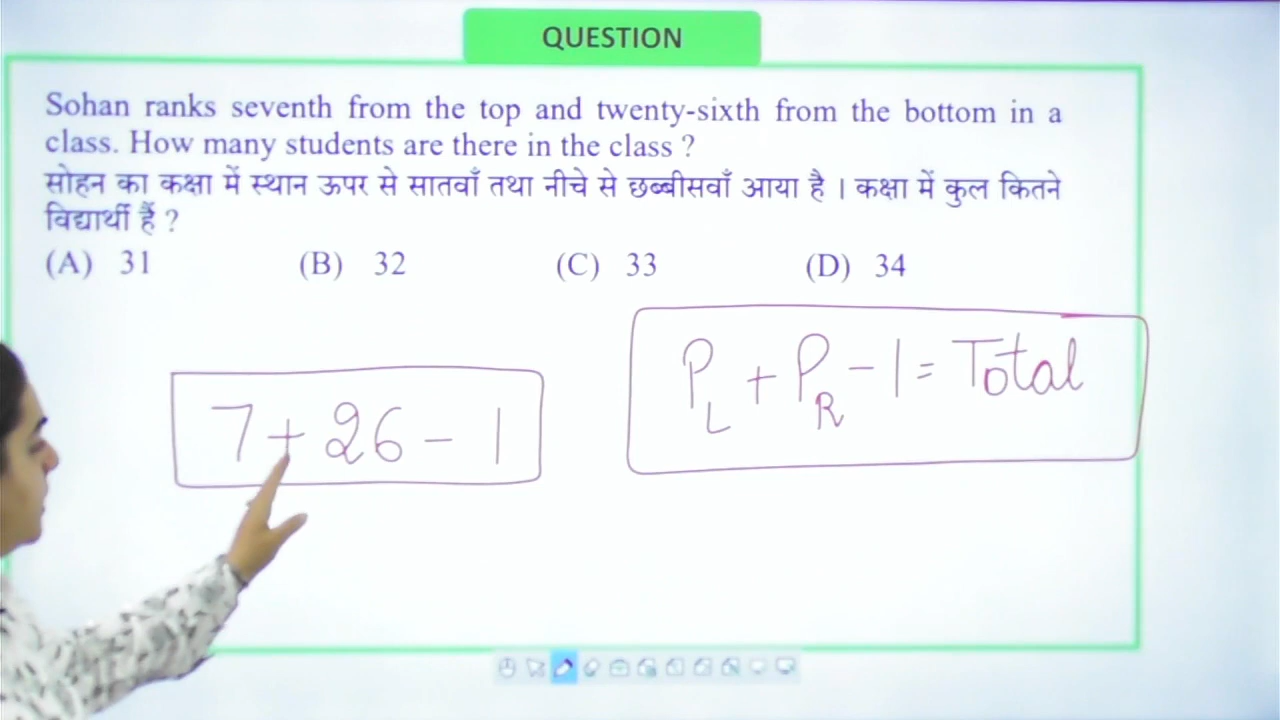 QUESTION
Sohan ranks seventh from the top and twenty-sixth from the bottom in a
class. How many students are there in the class ?
सोहन का कक्षा में स्थान ऊपर से सातवाँ तथा नीचे से छब्बीसवाँ आया है । कक्षा में कुल कितने
विद्यार्थी हैं ?
(A) 31 (B) 32 (C) 33 (D) 34
P_L + P_R - 1 = Total
7 + 26 - 1